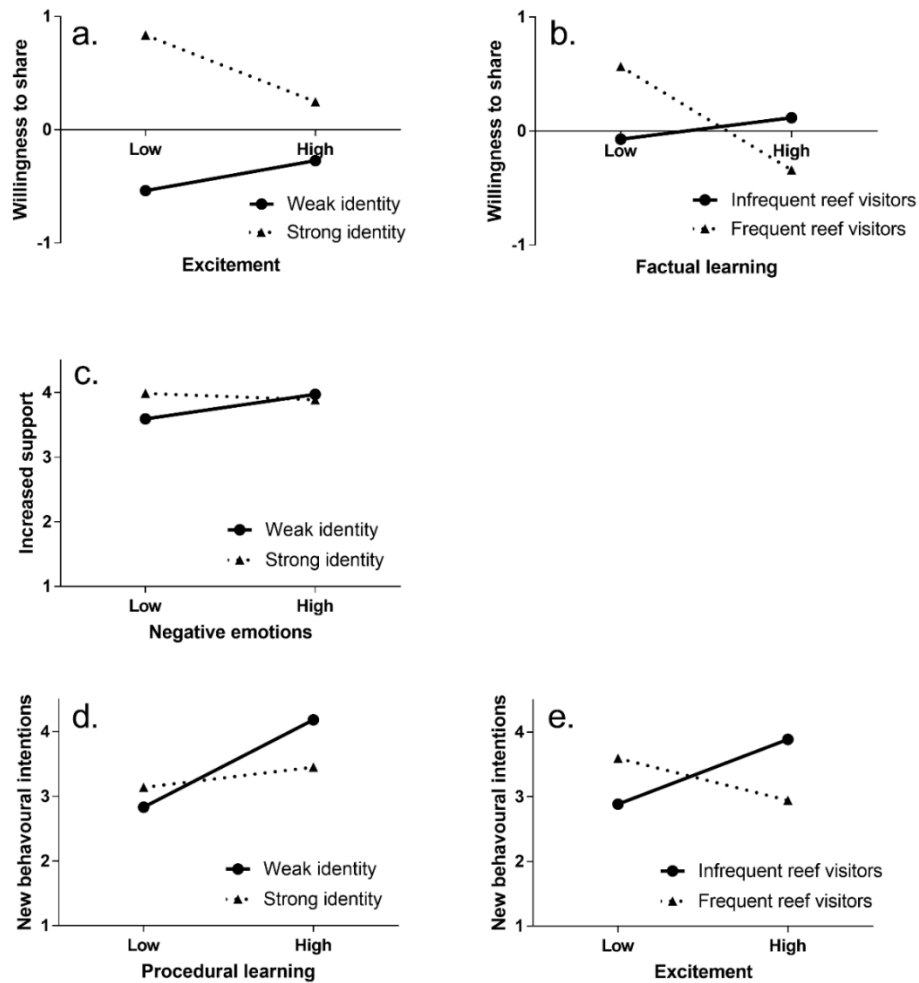 a.
Willingness to share
1
0
-1
Low
High
Weak identity
Strong identity
Excitement
b.
Willingness to share
1
0
-1
Low
High
Infrequent reef visitors
Frequent reef visitors
Factual learning
c.
Increased support
4
3
2
1
Weak identity
Strong identity
Low
High
Negative emotions
d.
New behavoural intentions
4
3
2
1
Weak identity
Strong identity
Low
High
Procedural learning
e.
New behavoural intentions
4
3
2
1
Infrequent reef visitors
Frequent reef visitors
Low
High
Excitement